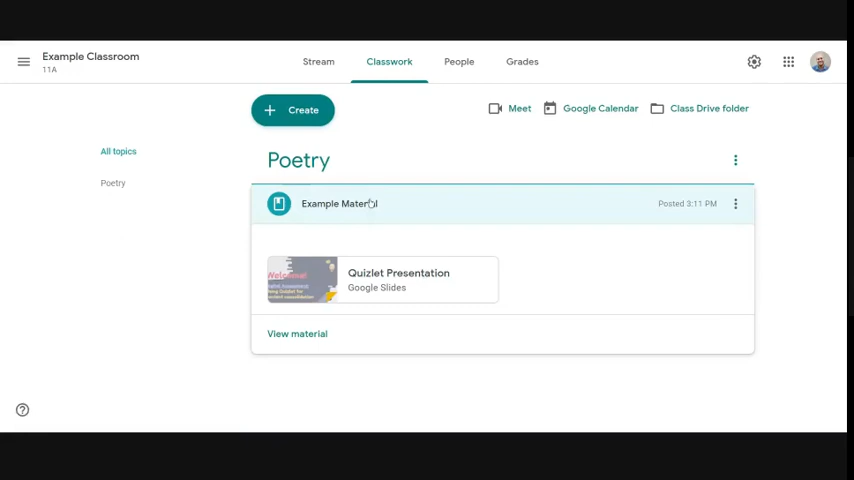 Example Classroom
11A
Stream
Classwork
People
Grades
Create
Meet
Google Calendar
Class Drive folder
All topics
Poetry
Poetry
Example Material
Posted 3:11 PM
Welcome!
Quizlet Presentation
Google Slides
View material